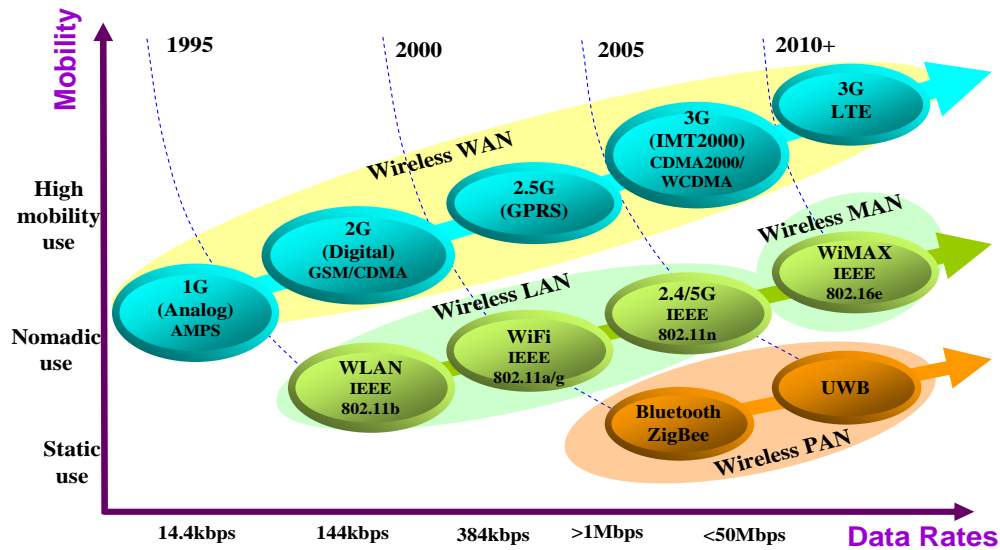 Mobility
1995
2000
2005
2010+
High
mobility
use
Nomadic
use
Static
use
Wireless WAN
1G
(Analog)
AMPS
2G
(Digital)
GSM/CDMA
2.5G
(GPRS)
3G
(IMT2000)
CDMA2000/
WCDMA
3G
LTE
Wireless LAN
WLAN
IEEE
802.11b
WiFi
IEEE
802.11a/g
2.4/5G
IEEE
802.11n
Wireless MAN
WiMAX
IEEE
802.16e
Bluetooth
ZigBee
UWB
Wireless PAN
14.4kbps
144kbps
384kbps
>1Mbps
<50Mbps
Data Rates